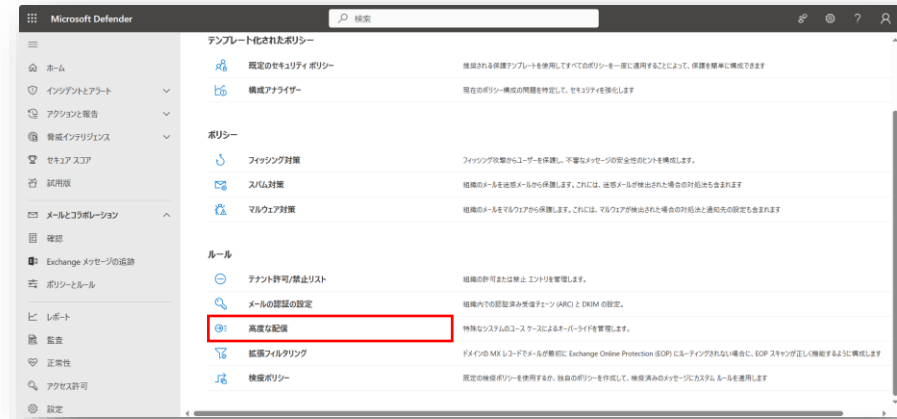 Microsoft Defender
検索
ホーム
インシデントとアラート
アクションと報告
脅威インテリジェンス
セキュア スコア
試用版
メールとコラボレーション
確認
Exchange メッセージの追跡
ポリシーとルール
レポート
監査
正常性
アクセス許可
設定
テンプレート化されたポリシー
既定のセキュリティ ポリシー
推奨される保護テンプレートを使用してすべてのポリシーを一度に適用することによって、保護を簡単に構成できます
構成アナライザー
現在のポリシー構成の問題を特定して、セキュリティを強化します
ポリシー
フィッシング対策
フィッシング攻撃からユーザーを保護し、不審なメッセージの安全性のヒントを構成します。
スパム対策
組織のメールを迷惑メールから保護します。これには、迷惑メールが検出された場合の対処法も含まれます
マルウェア対策
組織のメールをマルウェアから保護します。これには、マルウェアが検出された場合の対処法と通知先の設定も含まれます
ルール
テナント許可/禁止リスト
組織の許可または禁止 エントリを管理します。
メールの認証の設定
組織内での認証済み受信チェーン (ARC) と DKIM の設定。
高度な配信
特殊なシステムのユース ケースによるオーバーライドを管理します。
拡張フィルタリング
ドメインの MX レコードでメールが最初に Exchange Online Protection (EOP) にルーティングされない場合に、EOP スキャンが正しく機能するように構成します
検疫ポリシー
既定の検疫ポリシーを使用するか、独自のポリシーを作成して、検疫済みのメッセージにカスタム ルールを適用します